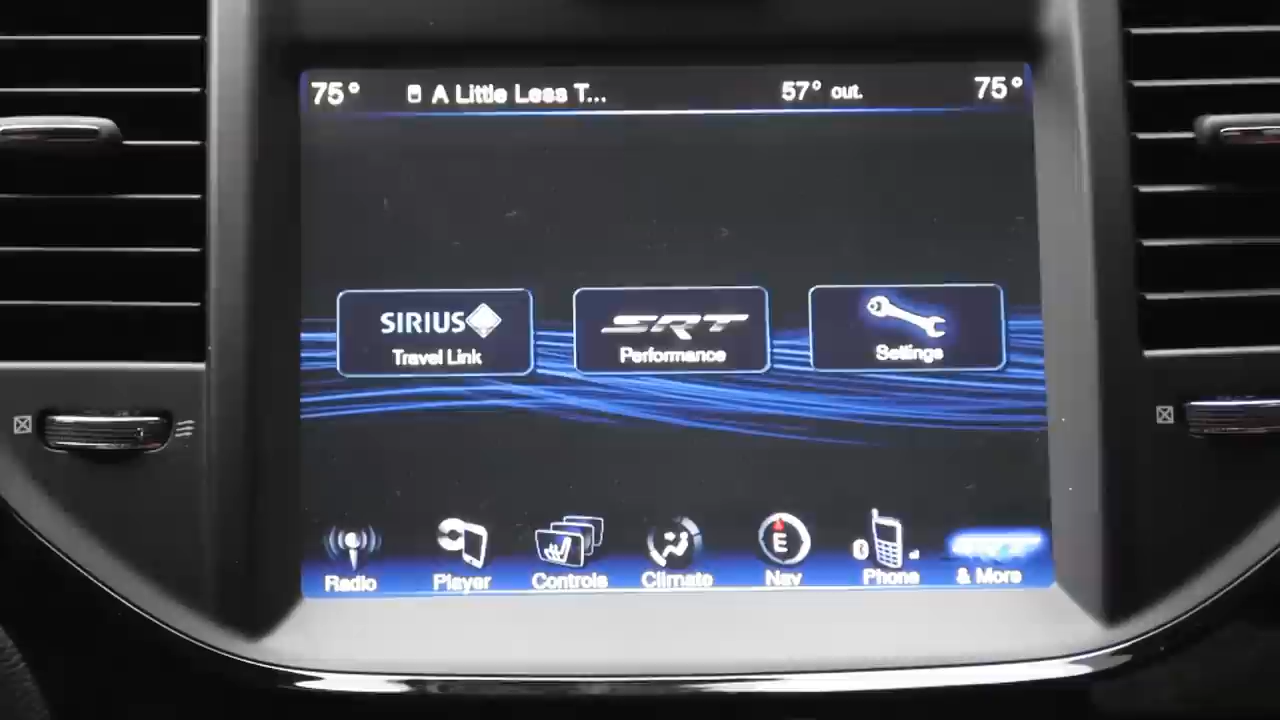 75° A Little Less T... 57° out. 75°
SIRIUS
Travel Link
SRT
Performance
Settings
Radio Player Controls Climate E Nav Phone & More